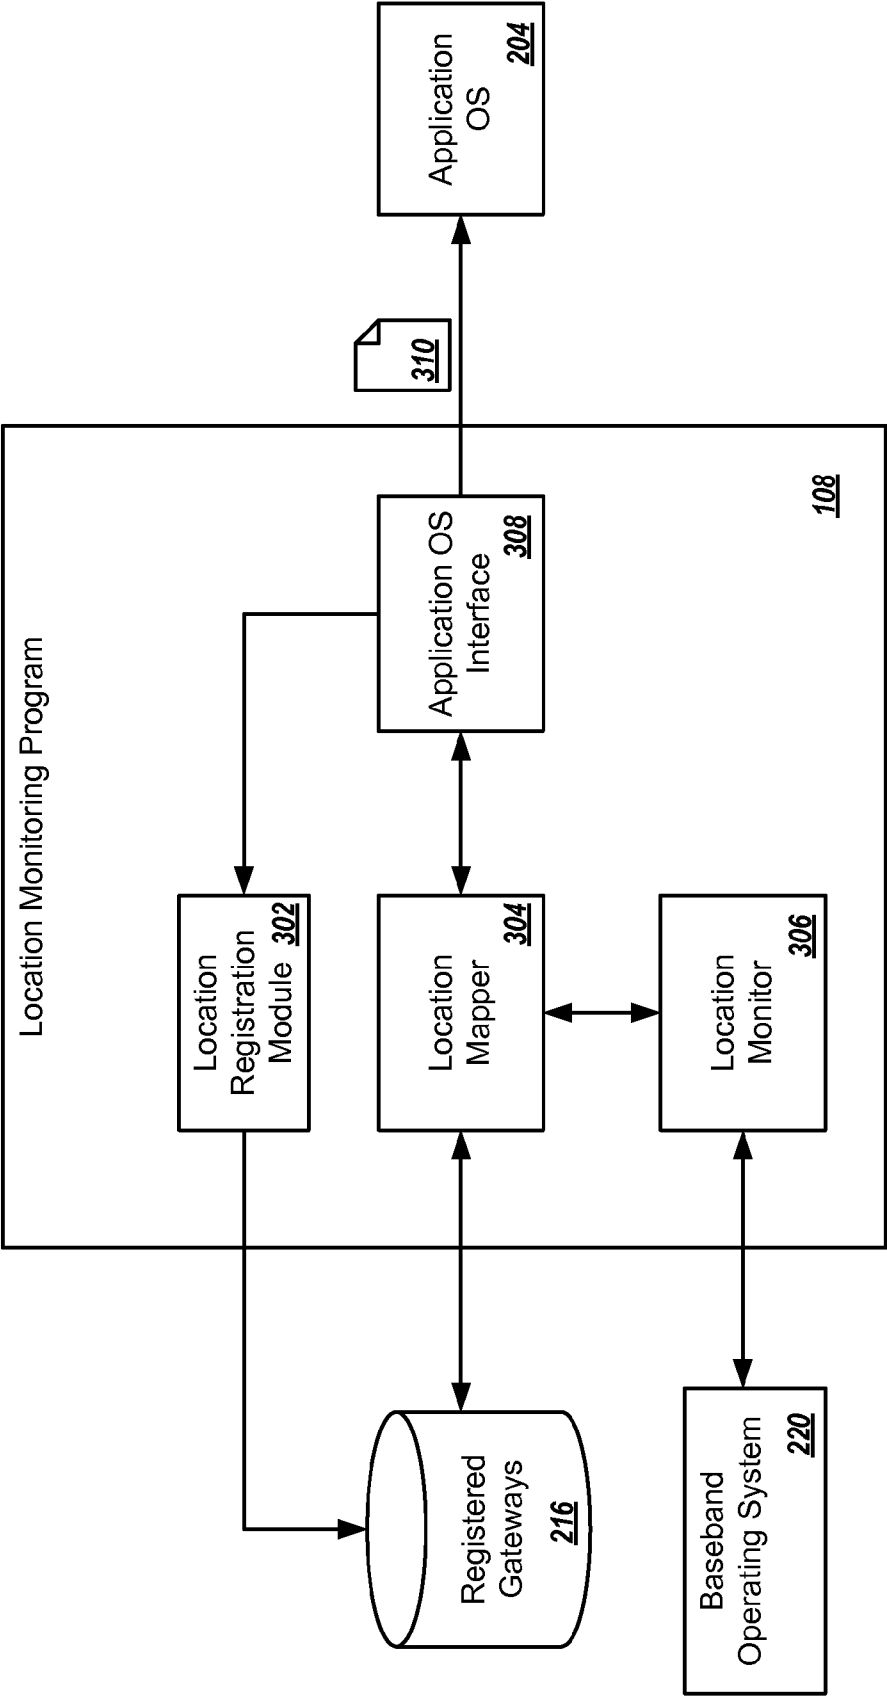 Location Monitoring Program
Location
Registration
Module
302
Registered
Gateways
216
Location
Mapper
304
Application OS
Interface
308
310
Application
OS
204
Baseband
Operating System
220
Location
Monitor
306
108